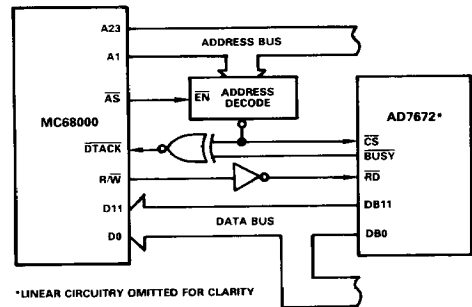 A23
ADDRESS BUS
A1
AS
EN ADDRESS
DECODE
MC68000
AD7672*
DTACK
CS
BUSY
R/W
RD
D11
DB11
DATA BUS
D0
DB0
*LINEAR CIRCUITRY OMITTED FOR CLARITY